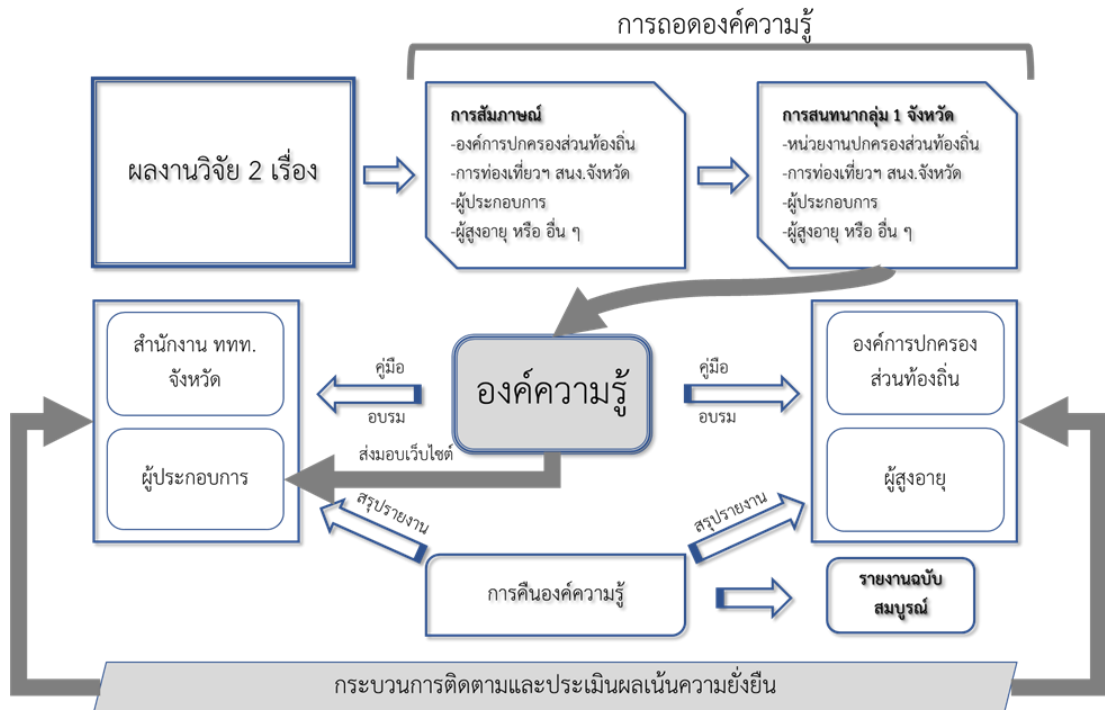 การถอดองค์ความรู้
ผลงานวิจัย 2 เรื่อง
การสัมภาษณ์
-องค์การปกครองส่วนท้องถิ่น
-การท่องเที่ยวฯ สนง.จังหวัด
-ผู้ประกอบการ
-ผู้สูงอายุ หรือ อื่น ๆ
การสนทนากลุ่ม 1 จังหวัด
-หน่วยงานปกครองส่วนท้องถิ่น
-การท่องเที่ยวฯ สนง.จังหวัด
-ผู้ประกอบการ
-ผู้สูงอายุ หรือ อื่น ๆ
สำนักงาน ททท.
จังหวัด
ผู้ประกอบการ
คู่มือ
อบรม
ส่งมอบเว็บไซต์
องค์ความรู้
คู่มือ
อบรม
องค์การปกครอง
ส่วนท้องถิ่น
ผู้สูงอายุ
สรุปรายงาน
สรุปรายงาน
การคืนองค์ความรู้
รายงานฉบับ
สมบูรณ์
กระบวนการติดตามและประเมินผลเน้นความยั่งยืน